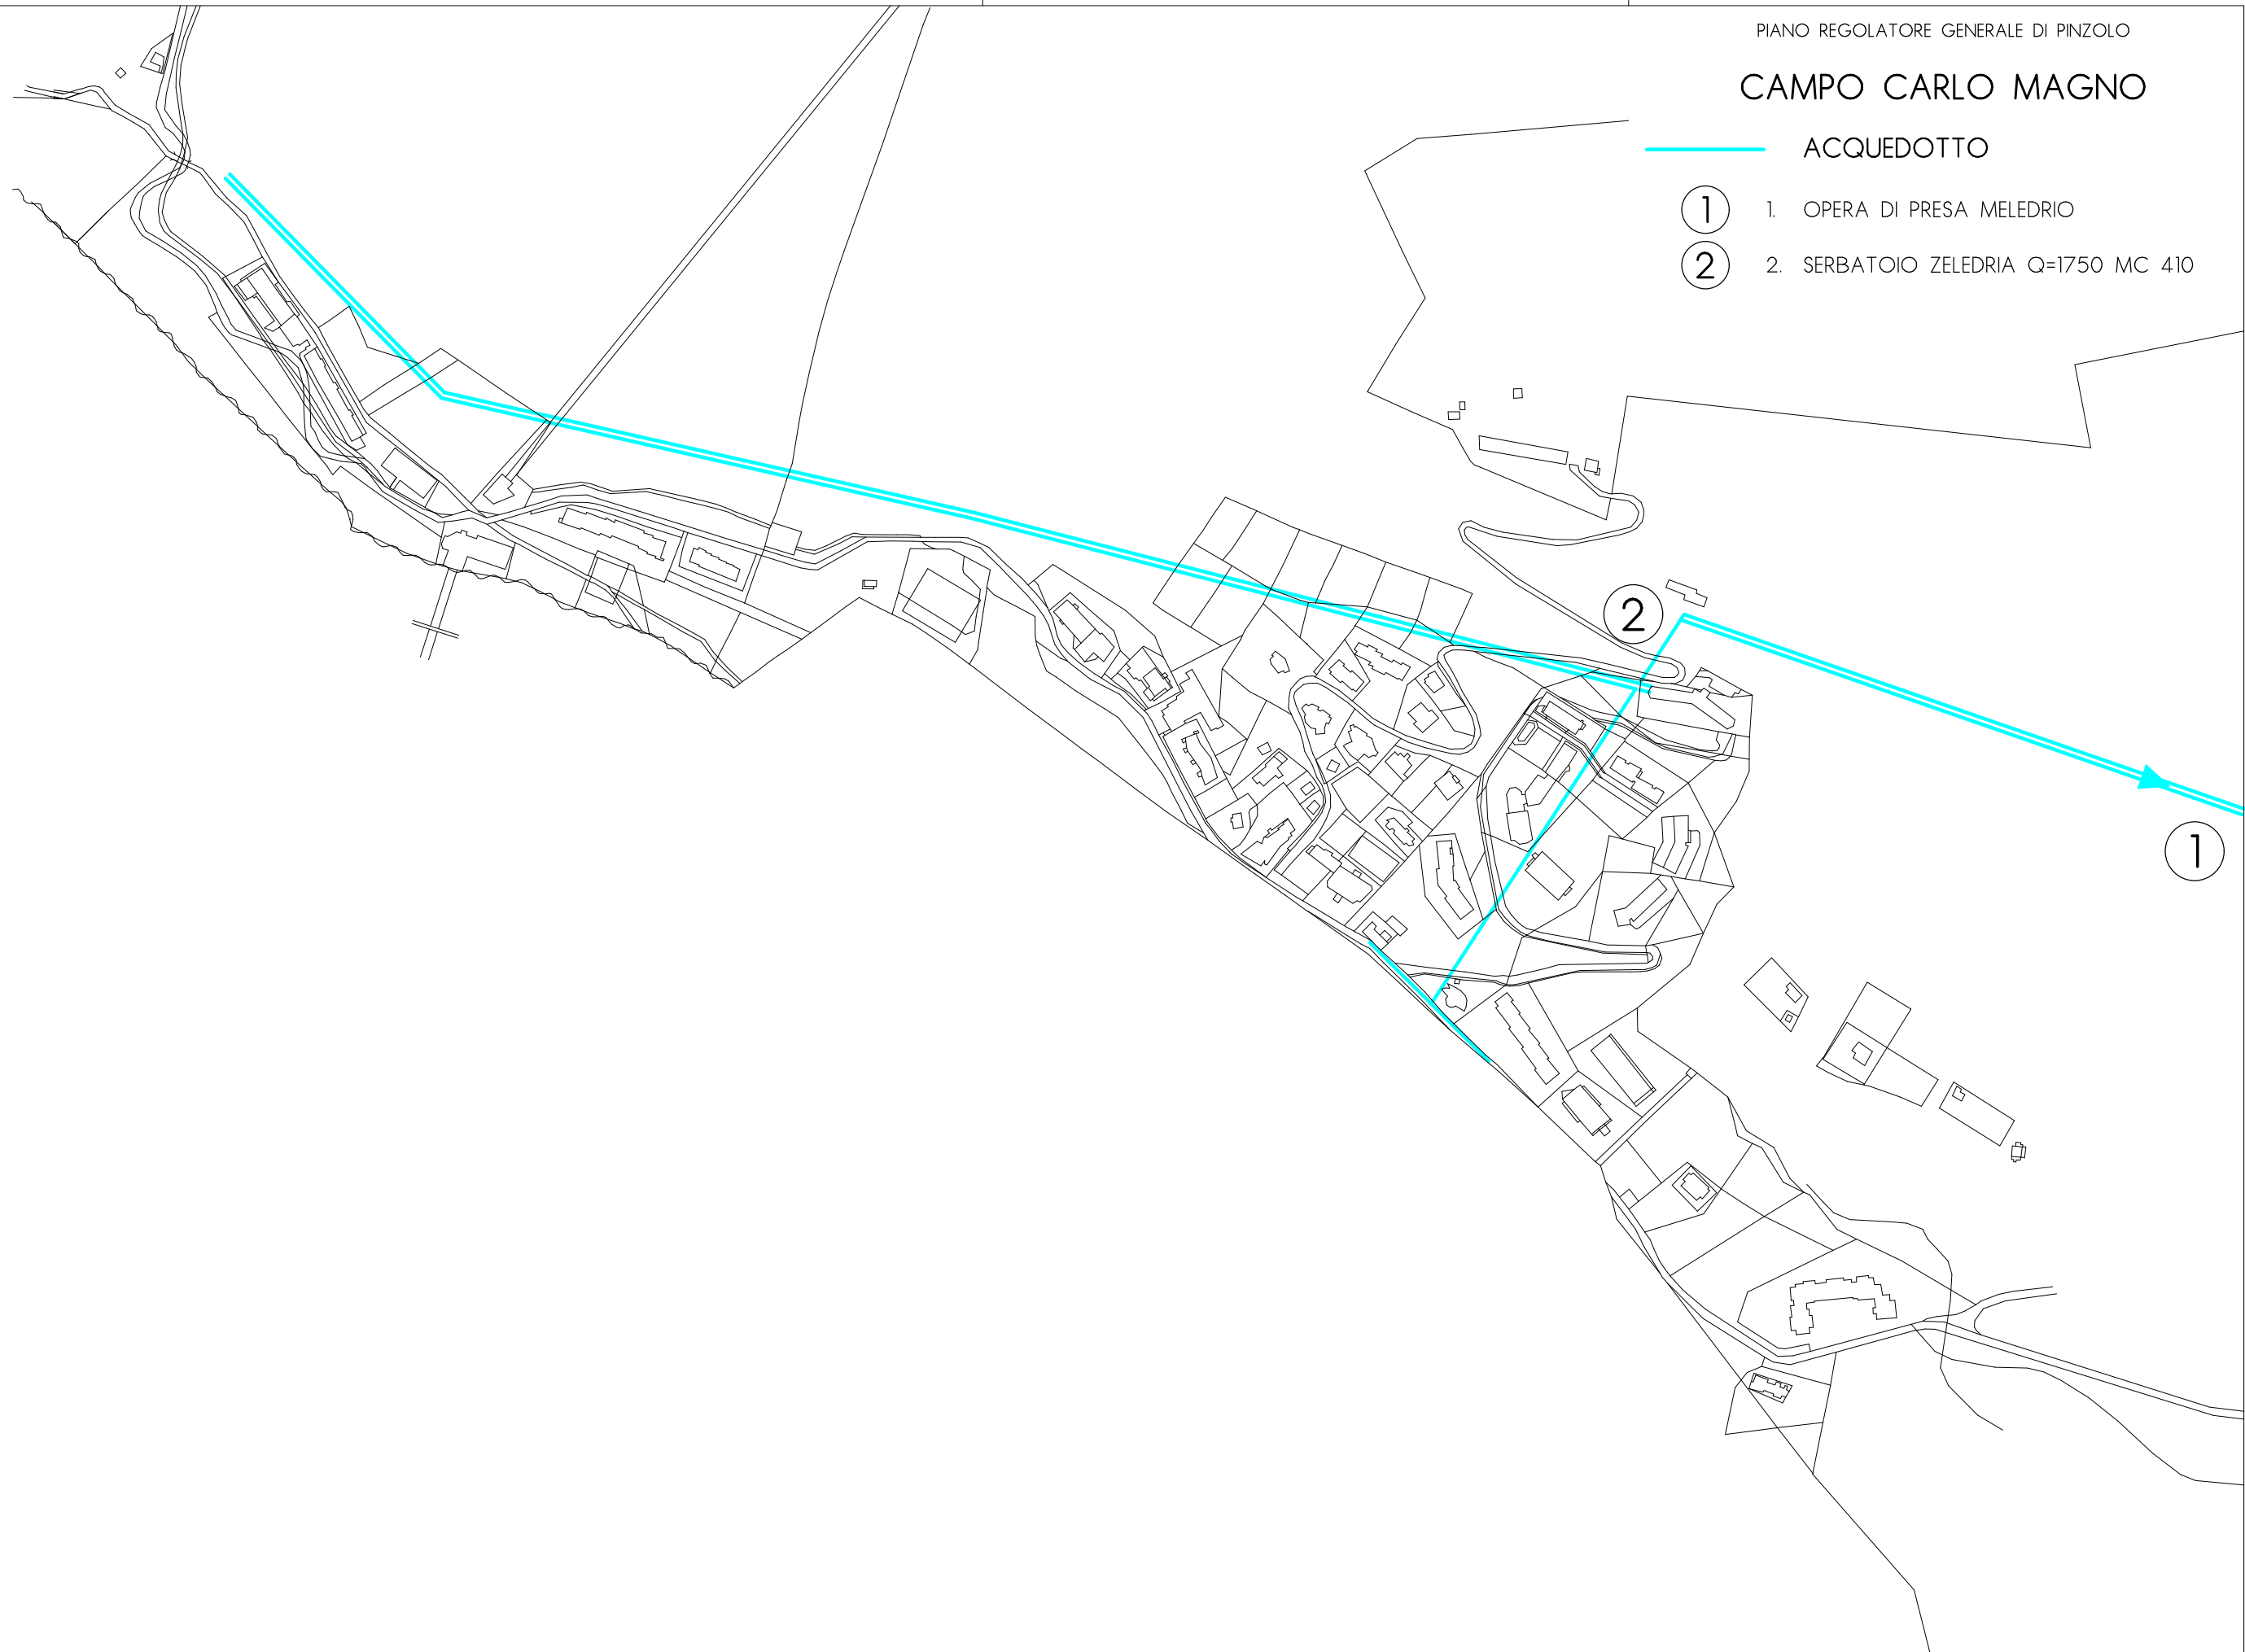 PIANO REGOLATORE GENERALE DI PINZOLO
CAMPO CARLO MAGNO
ACQUEDOTTO
1 1. OPERA DI PRESA MELEDRIO
2 2. SERBATOIO ZELEDRIA Q=1750 MC 410
2
1